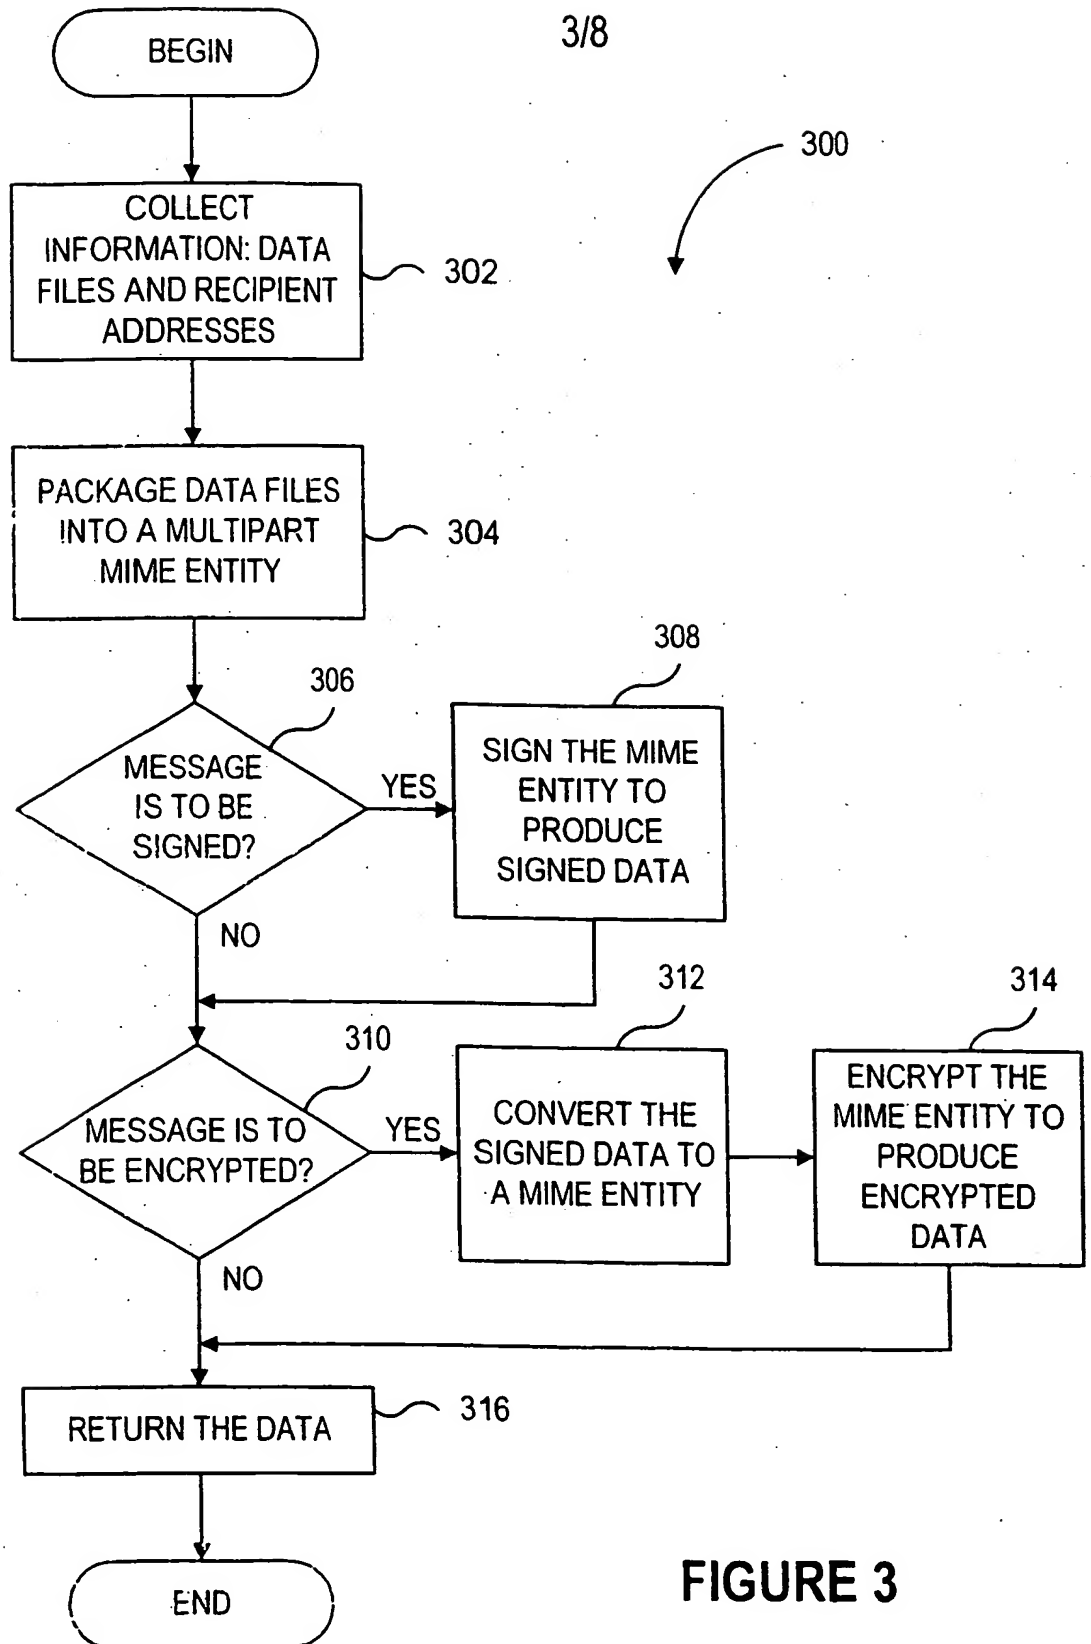 3/8
BEGIN
300
COLLECT
INFORMATION: DATA
FILES AND RECIPIENT
ADDRESSES
302
PACKAGE DATA FILES
INTO A MULTIPART
MIME ENTITY
304
306
MESSAGE
IS TO BE
SIGNED?
YES
NO
308
SIGN THE MIME
ENTITY TO
PRODUCE
SIGNED DATA
310
MESSAGE IS TO
BE ENCRYPTED?
YES
NO
312
CONVERT THE
SIGNED DATA TO
A MIME ENTITY
314
ENCRYPT THE
MIME ENTITY TO
PRODUCE
ENCRYPTED
DATA
RETURN THE DATA
316
END
FIGURE 3